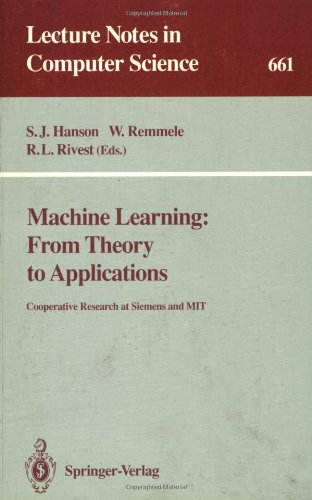 Lecture Notes in
Computer Science
661
S.J. Hanson W. Remmele
R.L. Rivest (Eds.)
Machine Learning:
From Theory
to Applications
Cooperative Research at Siemens and MIT
Springer-Verlag